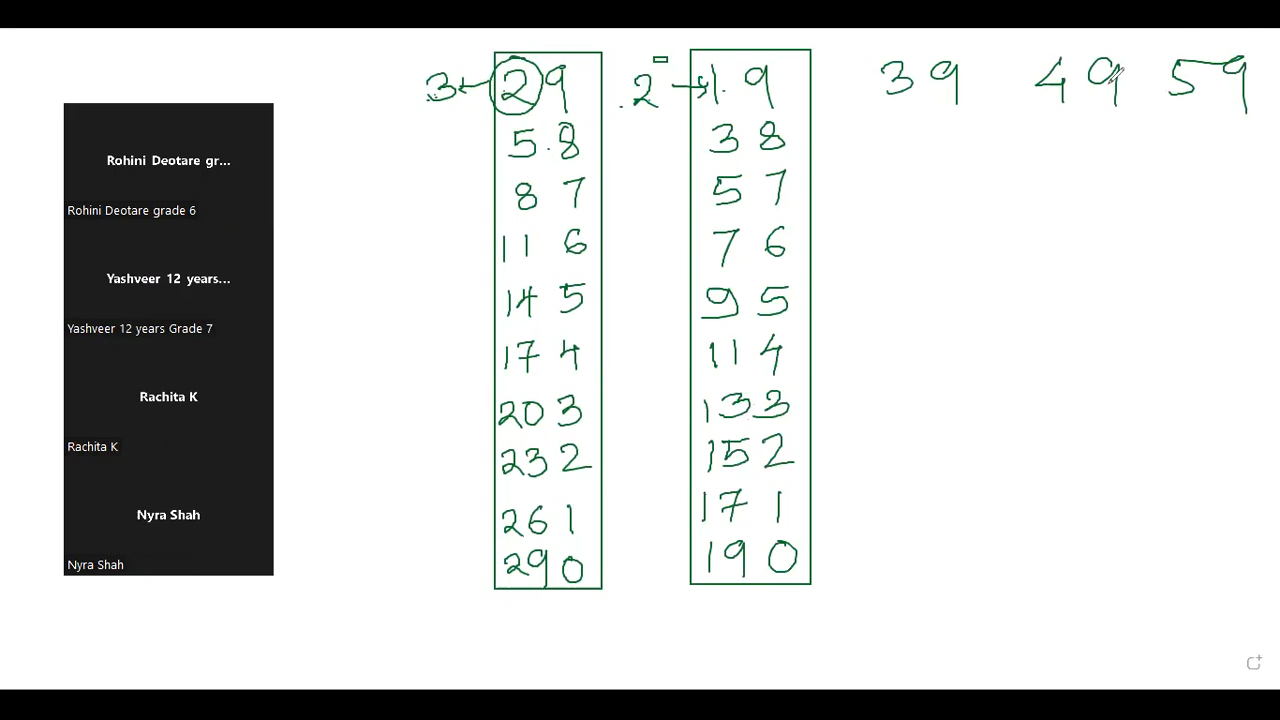 Rohini Deotare gr...
Rohini Deotare grade 6
Yashveer 12 years...
Yashveer 12 years Grade 7
Rachita K
Rachita K
Nyra Shah
Nyra Shah
3 ← 29
5.8
8 7
11 6
14 5
17 4
20 3
23 2
26 1
29 0
.2 → 1.9
3 8
5 7
7 6
9 5
11 4
13 3
15 2
17 1
19 0
39 49 59